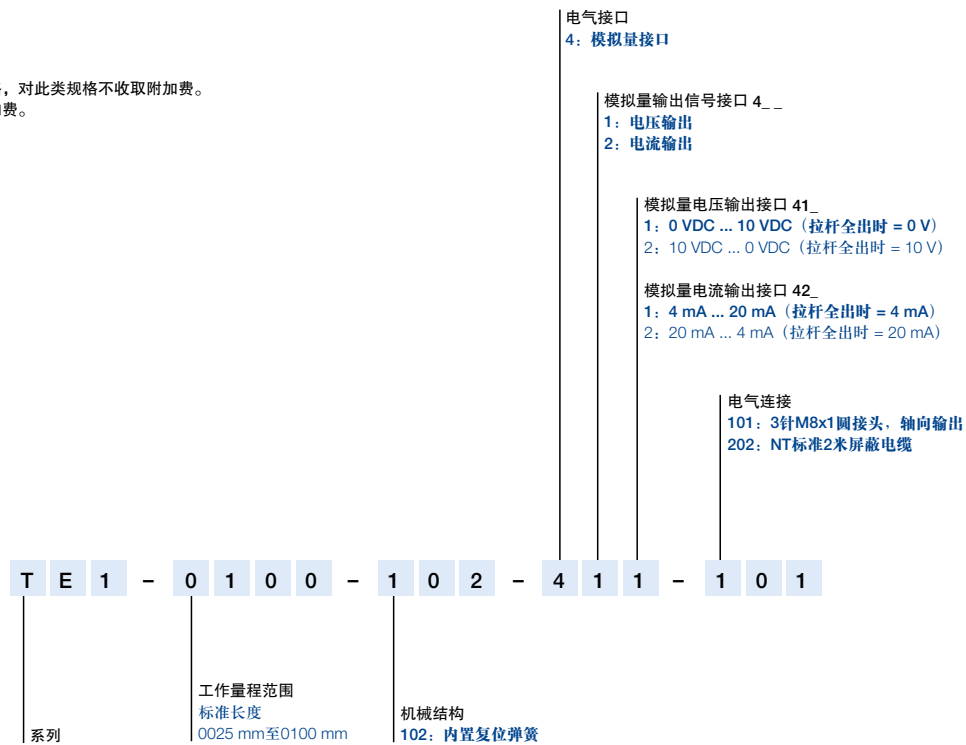 电气接口
4：模拟量接口
，对此类规格不收取附加费。
费。
模拟量输出信号接口 4_ _
1：电压输出
2：电流输出
模拟量电压输出接口 41_
1：0 VDC ... 10 VDC（拉杆全出时 = 0 V）
2：10 VDC ... 0 VDC（拉杆全出时 = 10 V）
模拟量电流输出接口 42_
1：4 mA ... 20 mA（拉杆全出时 = 4 mA）
2：20 mA ... 4 mA（拉杆全出时 = 20 mA）
电气连接
101：3针M8x1圆接头，轴向输出
202：NT标准2米屏蔽电缆
T E 1 – 0 1 0 0 – 1 0 2 – 4 1 1 – 1 0 1
工作量程范围
标准长度
0025 mm至0100 mm
机械结构
102：内置复位弹簧
系列